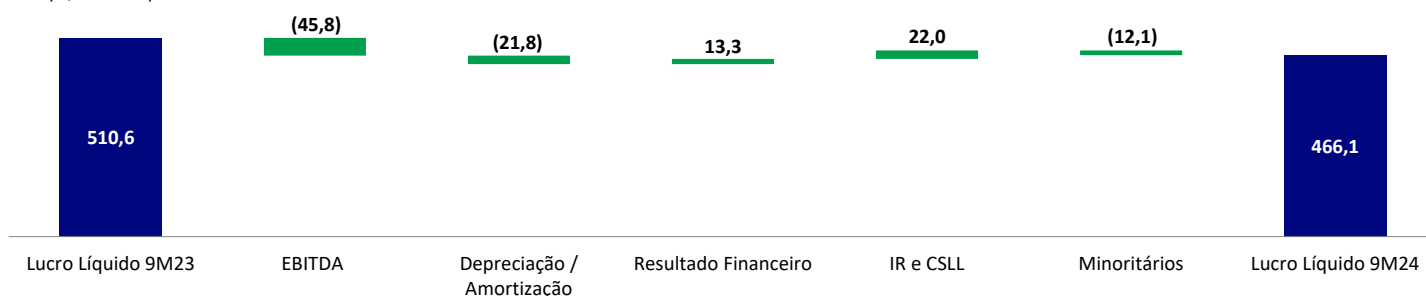 (45,8)
(21,8)
13,3
22,0
(12,1)
510,6
466,1
Lucro Líquido 9M23
EBITDA
Depreciação /
Amortização
Resultado Financeiro
IR e CSLL
Minoritários
Lucro Líquido 9M24